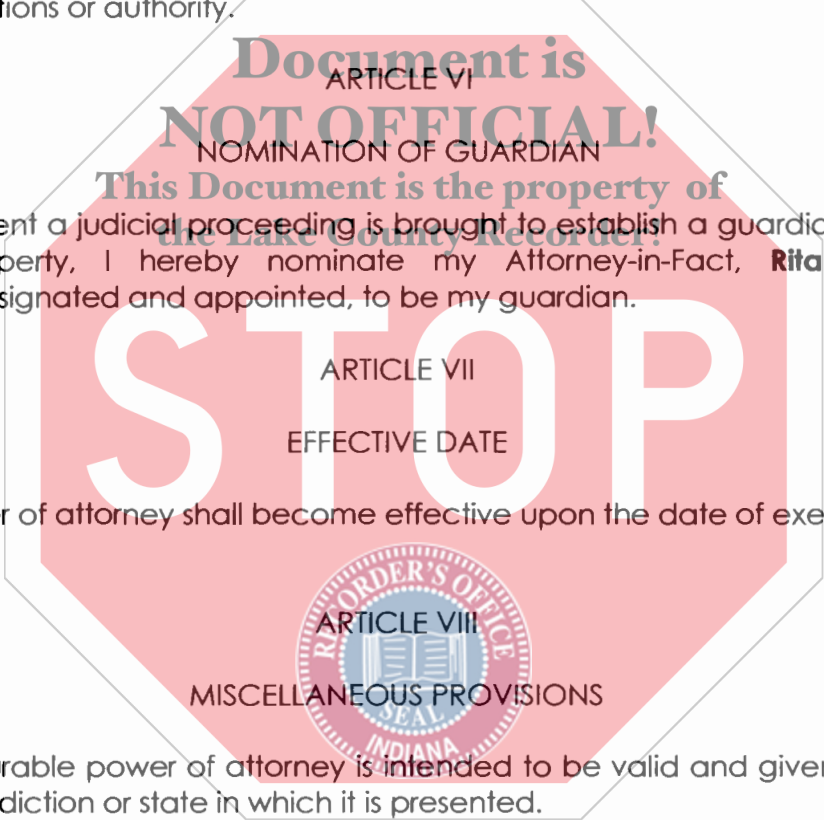 tions or authority.
Document is
ARTICLE VI
NOT OFFICIAL!
NOMINATION OF GUARDIAN
This Document is the property of
ent a judicial proceeding is brought to establish a guardia
the Lake County Recorder!
perty, I hereby nominate my Attorney-in-Fact, Rita
signated and appointed, to be my guardian.
STOP
ARTICLE VII
EFFECTIVE DATE
r of attorney shall become effective upon the date of exe
RECORDER'S OFFICE
ARTICLE VIII
MISCELLANEOUS PROVISIONS
SEAL
INDIANA
rable power of attorney is intended to be valid and given
diction or state in which it is presented.